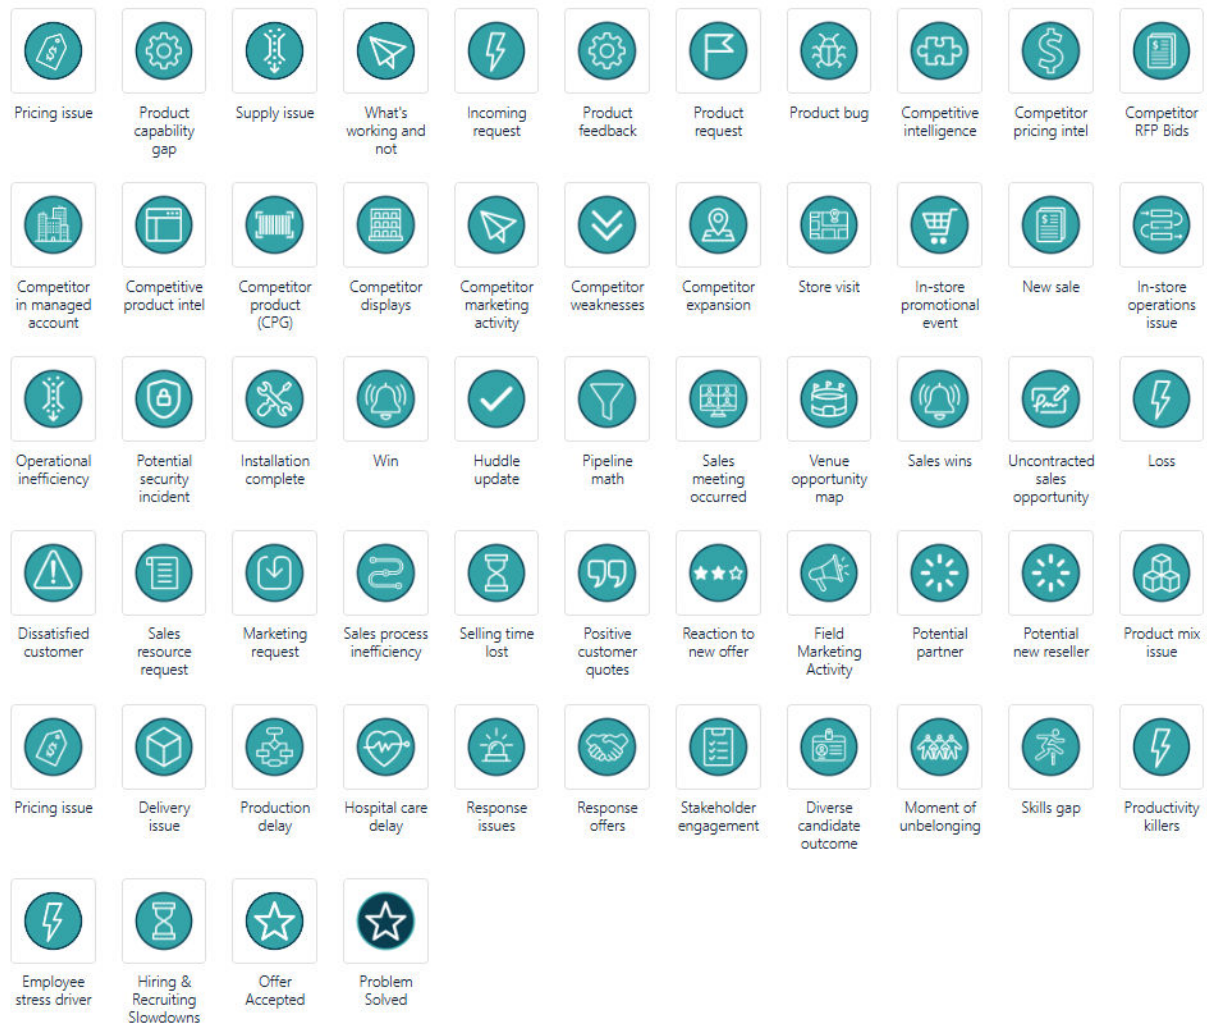 Pricing issue
Product
capability
gap
Supply issue
What's
working and
not
Incoming
request
Product
feedback
Product
request
Product bug
Competitive
intelligence
Competitor
pricing intel
Competitor
RFP Bids
Competitor
in managed
account
Competitive
product intel
Competitor
product
(CPG)
Competitor
displays
Competitor
marketing
activity
Competitor
weaknesses
Competitor
expansion
Store visit
In-store
promotional
event
New sale
In-store
operations
issue
Operational
inefficiency
Potential
security
incident
Installation
complete
Win
Huddle
update
Pipeline
math
Sales
meeting
occurred
Venue
opportunity
map
Sales wins
Uncontracted
sales
opportunity
Loss
Dissatisfied
customer
Sales
resource
request
Marketing
request
Sales process
inefficiency
Selling time
lost
Positive
customer
quotes
Reaction to
new offer
Field
Marketing
Activity
Potential
partner
Potential
new reseller
Product mix
issue
Pricing issue
Delivery
issue
Production
delay
Hospital care
delay
Response
issues
Response
offers
Stakeholder
engagement
Diverse
candidate
outcome
Moment of
unbelonging
Skills gap
Productivity
killers
Employee
stress driver
Hiring &
Recruiting
Slowdowns
Offer
Accepted
Problem
Solved